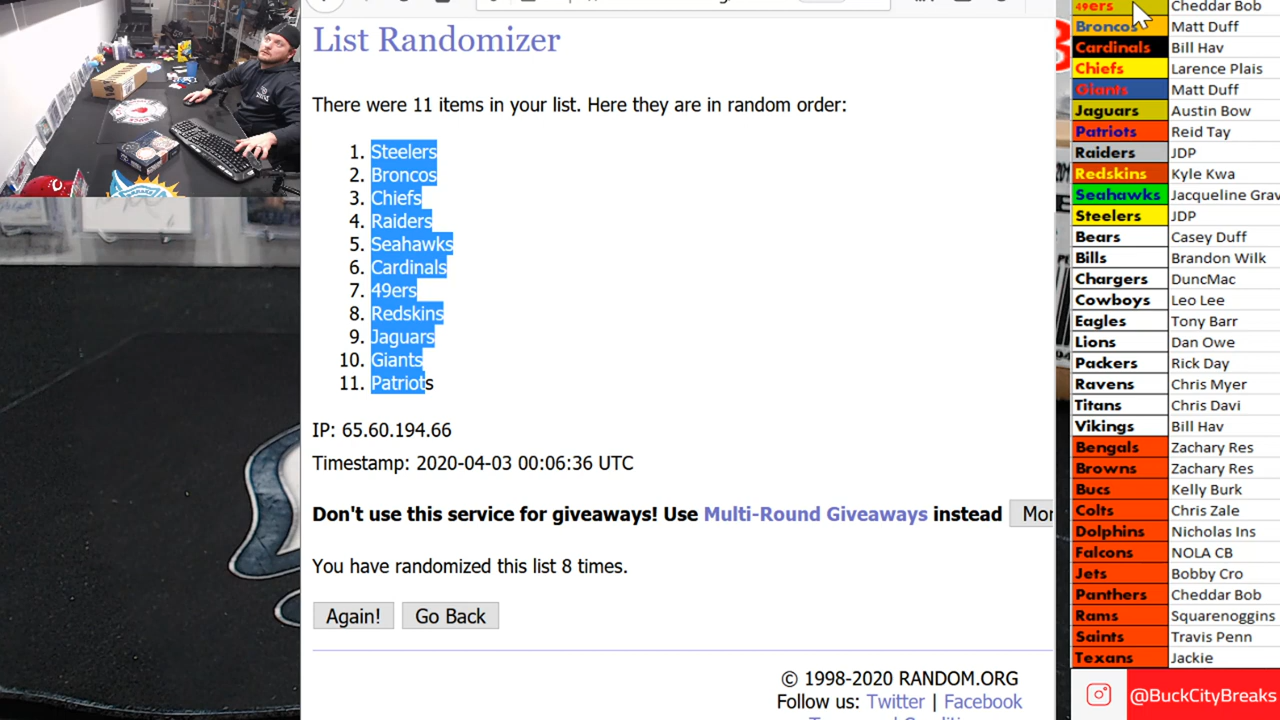 List Randomizer
There were 11 items in your list. Here they are in random order:
1. Steelers
2. Broncos
3. Chiefs
4. Raiders
5. Seahawks
6. Cardinals
7. 49ers
8. Redskins
9. Jaguars
10. Giants
11. Patriots
IP: 65.60.194.66
Timestamp: 2020-04-03 00:06:36 UTC
Don't use this service for giveaways! Use Multi-Round Giveaways instead Mor
You have randomized this list 8 times.
Again! Go Back
© 1998-2020 RANDOM.ORG
Follow us: Twitter | Facebook
49ers Cheddar Bob
Broncos Matt Duff
Cardinals Bill Hav
Chiefs Larence Plais
Giants Matt Duff
Jaguars Austin Bow
Patriots Reid Tay
Raiders JDP
Redskins Kyle Kwa
Seahawks Jacqueline Grav
Steelers JDP
Bears Casey Duff
Bills Brandon Wilk
Chargers DuncMac
Cowboys Leo Lee
Eagles Tony Barr
Lions Dan Owe
Packers Rick Day
Ravens Chris Myer
Titans Chris Davi
Vikings Bill Hav
Bengals Zachary Res
Browns Zachary Res
Bucs Kelly Burk
Colts Chris Zale
Dolphins Nicholas Ins
Falcons NOLA CB
Jets Bobby Cro
Panthers Cheddar Bob
Rams Squarenoggins
Saints Travis Penn
Texans Jackie
@BuckCityBreaks